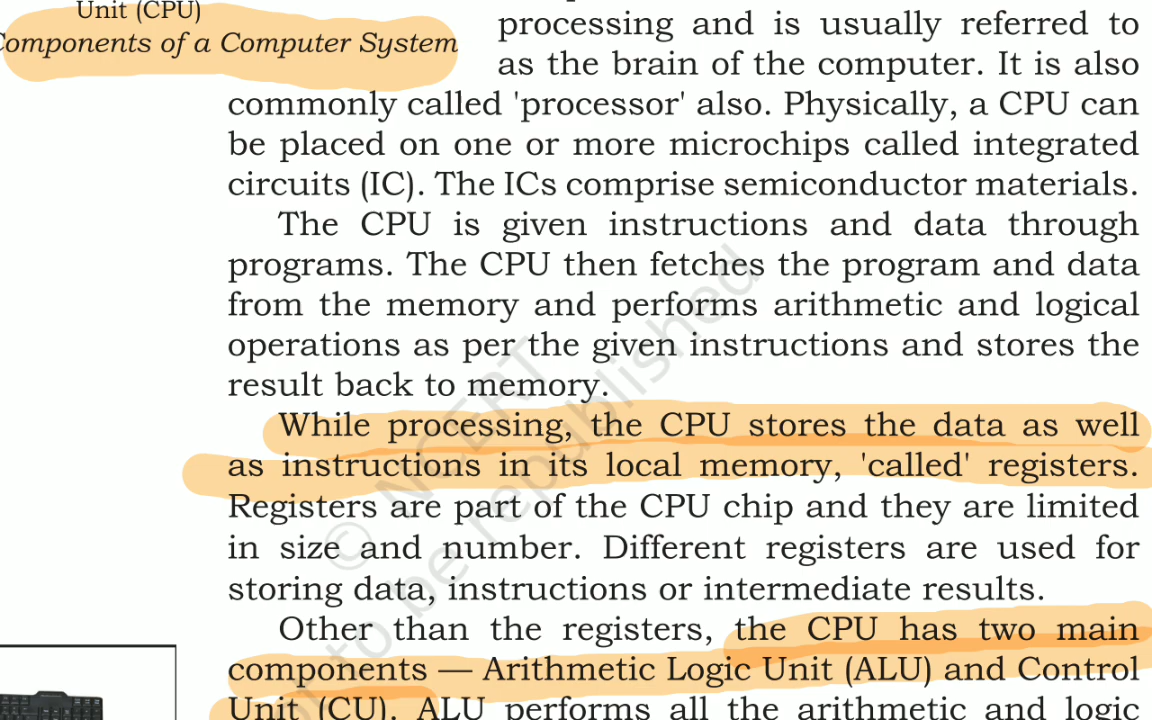 Unit (CPU)
Components of a Computer System
processing and is usually referred to
as the brain of the computer. It is also
commonly called 'processor' also. Physically, a CPU can
be placed on one or more microchips called integrated
circuits (IC). The ICs comprise semiconductor materials.
The CPU is given instructions and data through
programs. The CPU then fetches the program and data
from the memory and performs arithmetic and logical
operations as per the given instructions and stores the
result back to memory.
While processing, the CPU stores the data as well
as instructions in its local memory, 'called' registers.
Registers are part of the CPU chip and they are limited
in size and number. Different registers are used for
storing data, instructions or intermediate results.
Other than the registers, the CPU has two main
components — Arithmetic Logic Unit (ALU) and Control
Unit (CU). ALU performs all the arithmetic and logic
© NCERT
to be republished